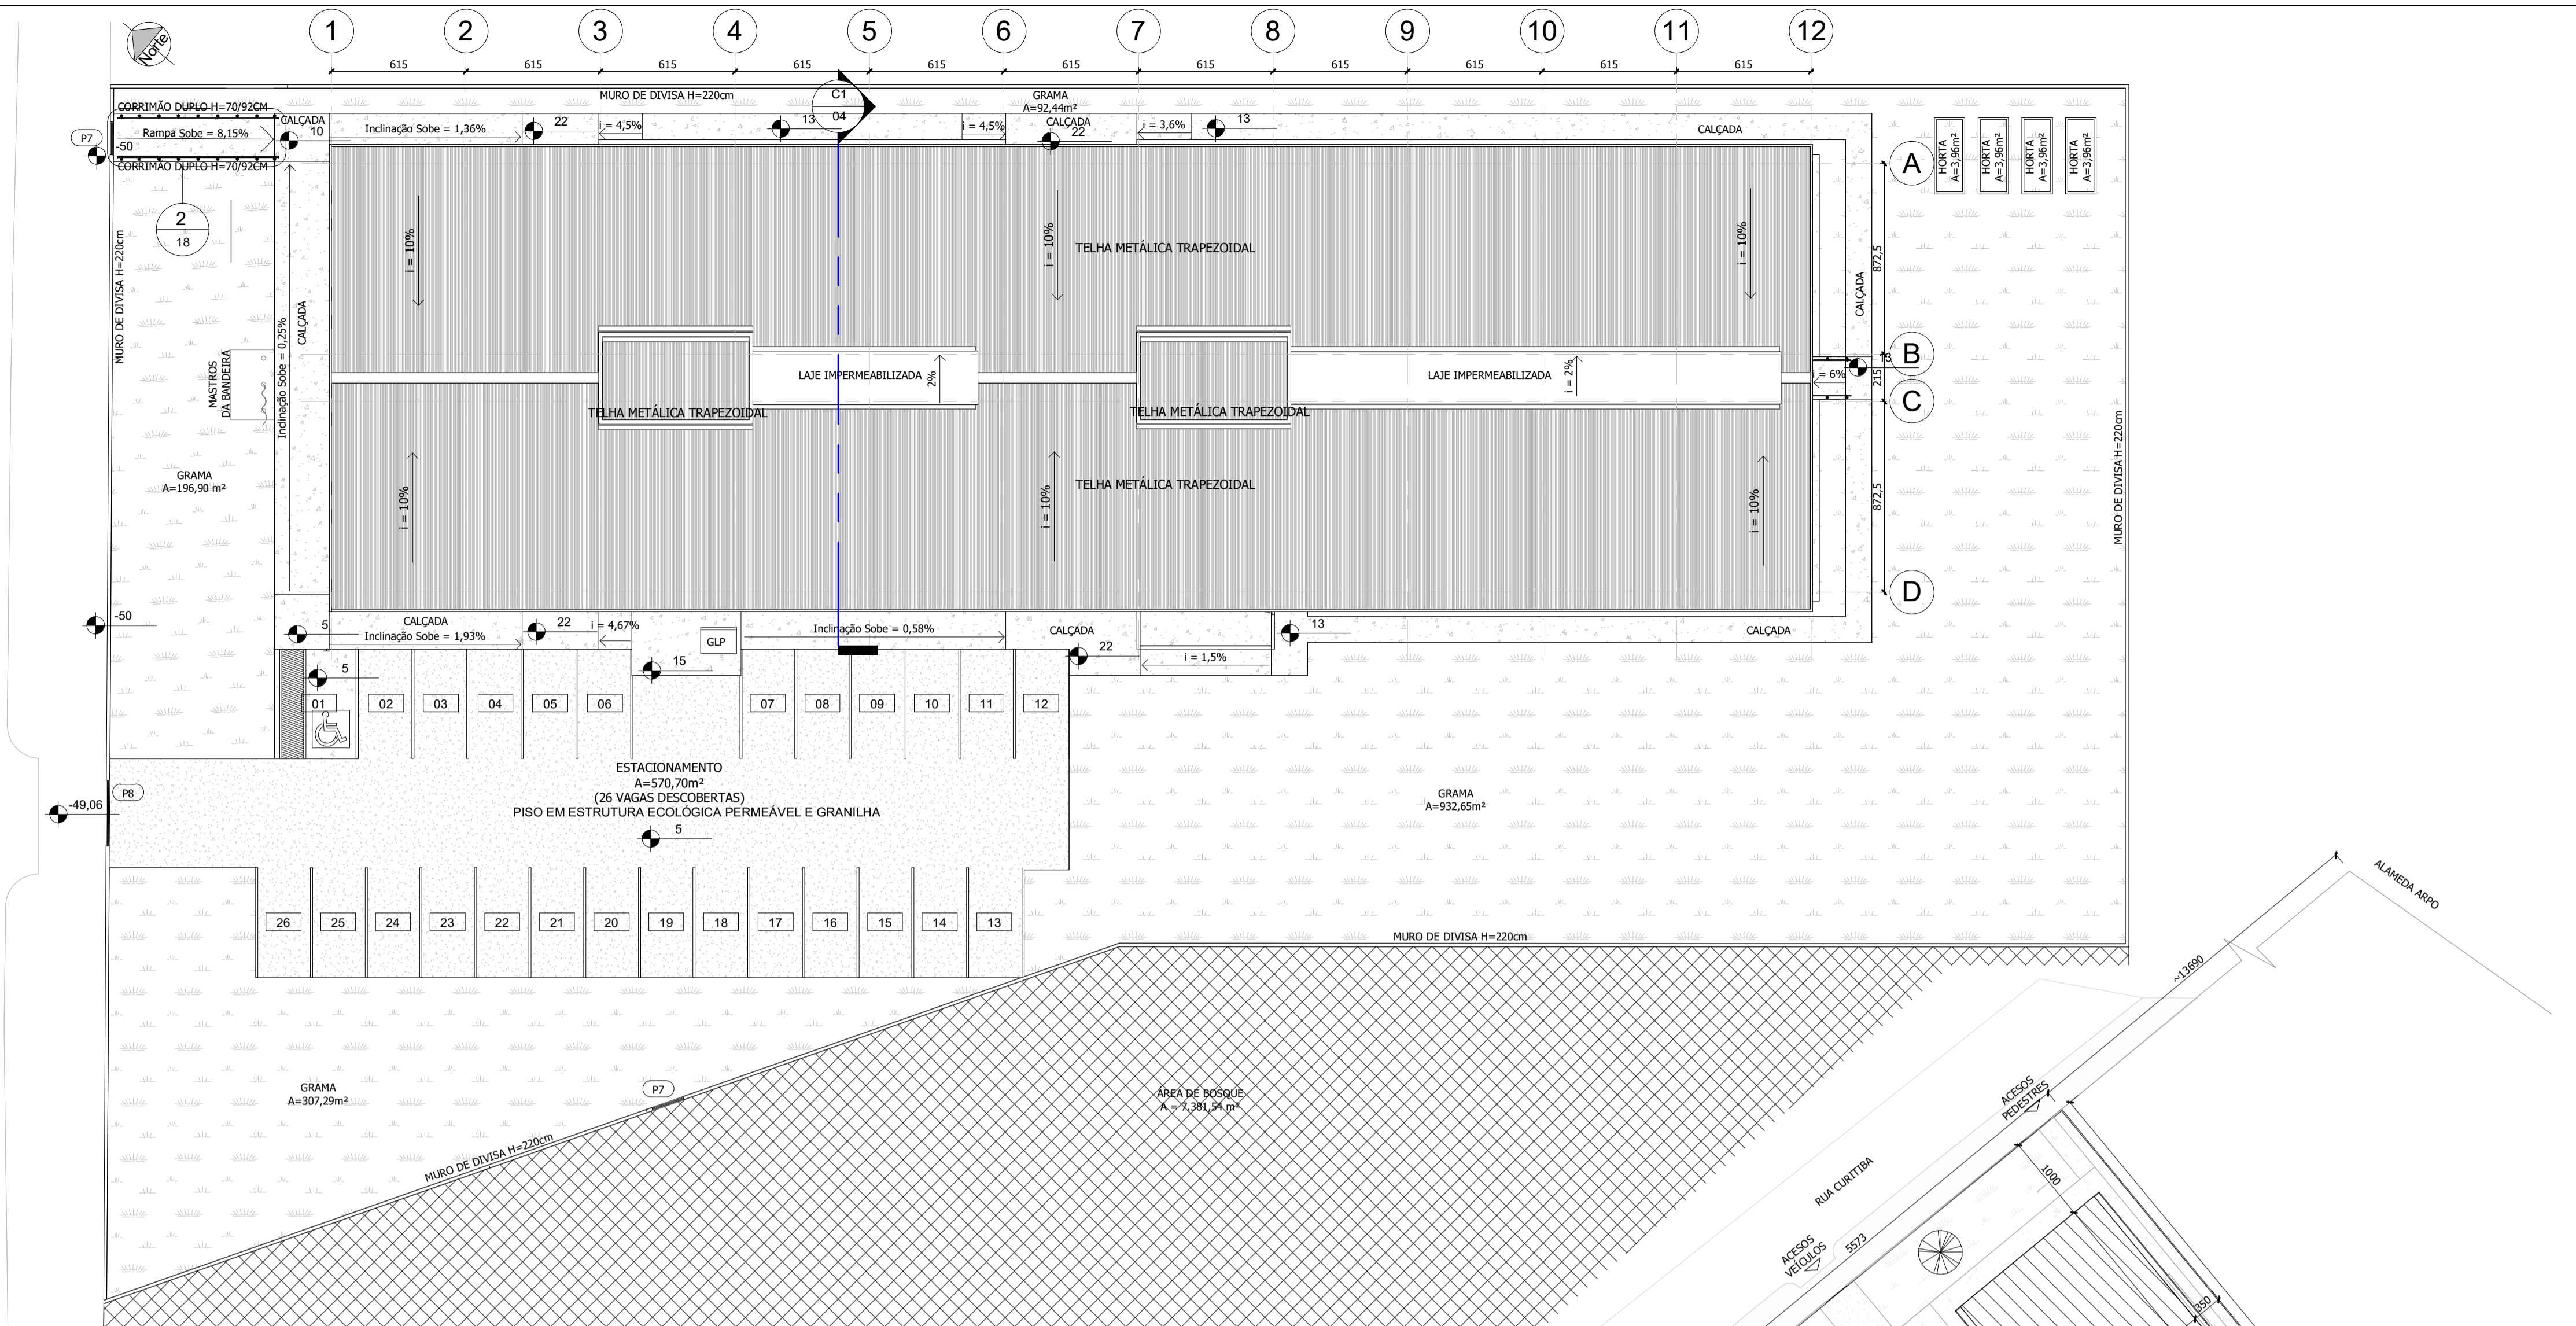 1 2 3 4 5 6 7 8 9 10 11 12
Norte
615 615 615 615 615 615 615 615 615 615 615
MURO DE DIVISA H=220cm
C1
04
GRAMA
A=92,44m²
CORRIMÃO DUPLO H=70/92CM
P7
Rampa Sobe = 8,15%
-50
CORRIMÃO DUPLO H=70/92CM
CALÇADA
10
Inclinação Sobe = 1,36%
22
i = 4,5%
13
i = 4,5%
CALÇADA
22
i = 3,6%
13
CALÇADA
A
HORTA
A=3,96m²
HORTA
A=3,96m²
HORTA
A=3,96m²
HORTA
A=3,96m²
2
18
MURO DE DIVISA H=220cm
i = 10%
i = 10%
TELHA METÁLICA TRAPEZOIDAL
i = 10%
872,5
CALÇADA
CALÇADA
Inclinação Sobe = 0,25%
MASTROS
DA BANDEIRA
LAJE IMPERMEABILIZADA
2%
LAJE IMPERMEABILIZADA
i = 2%
13
B
i = 6%
215
C
TELHA METÁLICA TRAPEZOIDAL
TELHA METÁLICA TRAPEZOIDAL
GRAMA
A=196,90 m²
i = 10%
i = 10%
TELHA METÁLICA TRAPEZOIDAL
i = 10%
872,5
MURO DE DIVISA H=220cm
D
-50
5
CALÇADA
Inclinação Sobe = 1,93%
22
i = 4,67%
GLP
Inclinação Sobe = 0,58%
CALÇADA
22
13
CALÇADA
i = 1,5%
15
5
01 02 03 04 05 06 07 08 09 10 11 12
ESTACIONAMENTO
A=570,70m²
(26 VAGAS DESCOBERTAS)
PISO EM ESTRUTURA ECOLÓGICA PERMEÁVEL E GRANILHA
5
P8
-49,06
GRAMA
A=932,65m²
26 25 24 23 22 21 20 19 18 17 16 15 14 13
MURO DE DIVISA H=220cm
ALAMEDA ARPO
~13690
GRAMA
A=307,29m²
P7
MURO DE DIVISA H=220cm
ÁREA DE BOSQUE
A = 7.381,54 m²
ACESOS
PEDESTRES
RUA CURITIBA
1000
ACESOS
VEÍCULOS
5573
350